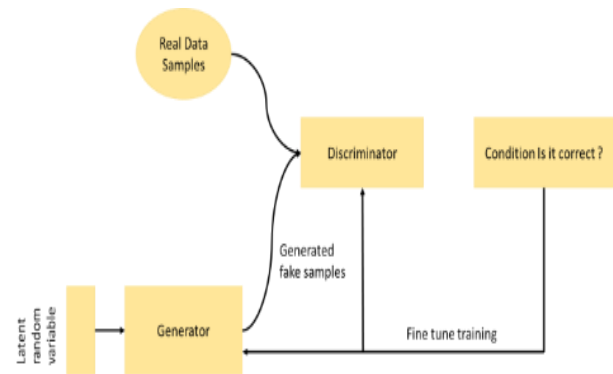 Real Data
Samples
Discriminator
Condition Is it correct ?
Generated
fake samples
Latent
random
variable
Generator
Fine tune training